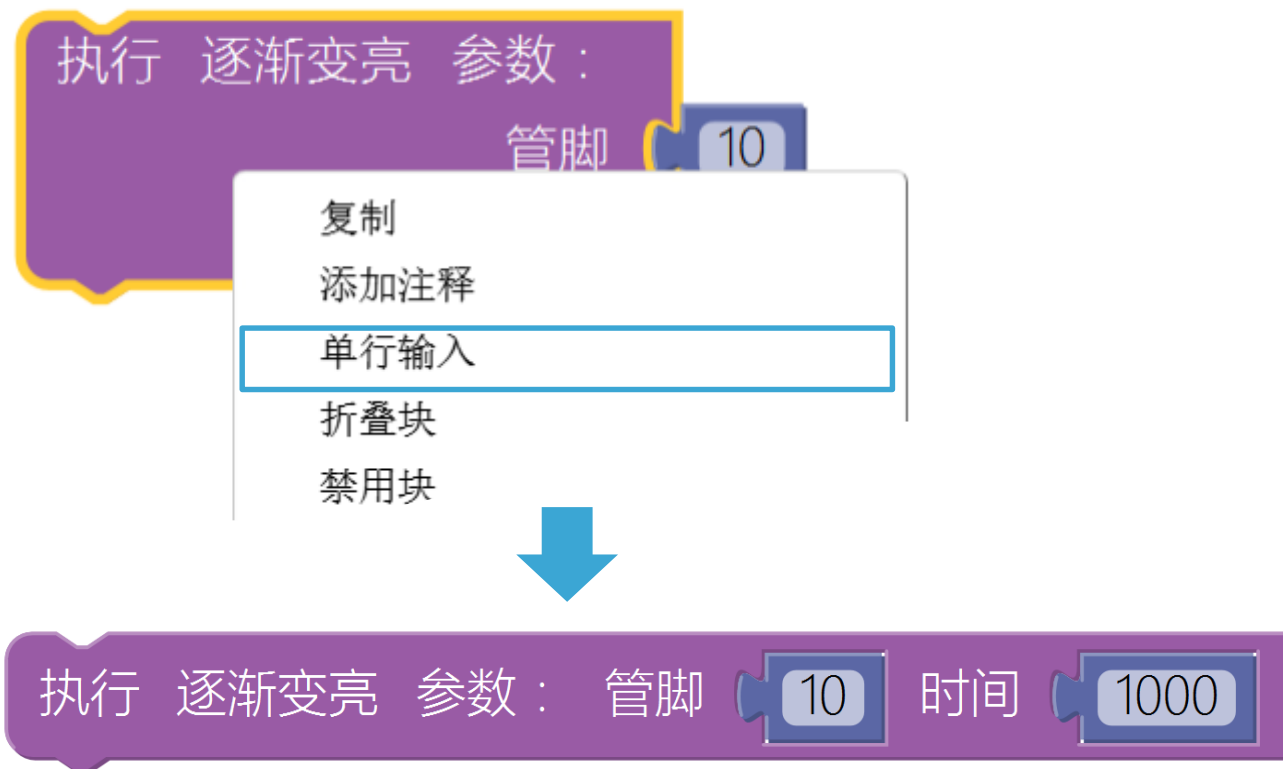 执行 逐渐变亮 参数：
管脚 10
复制
添加注释
单行输入
折叠块
禁用块
执行 逐渐变亮 参数： 管脚 10 时间 1000